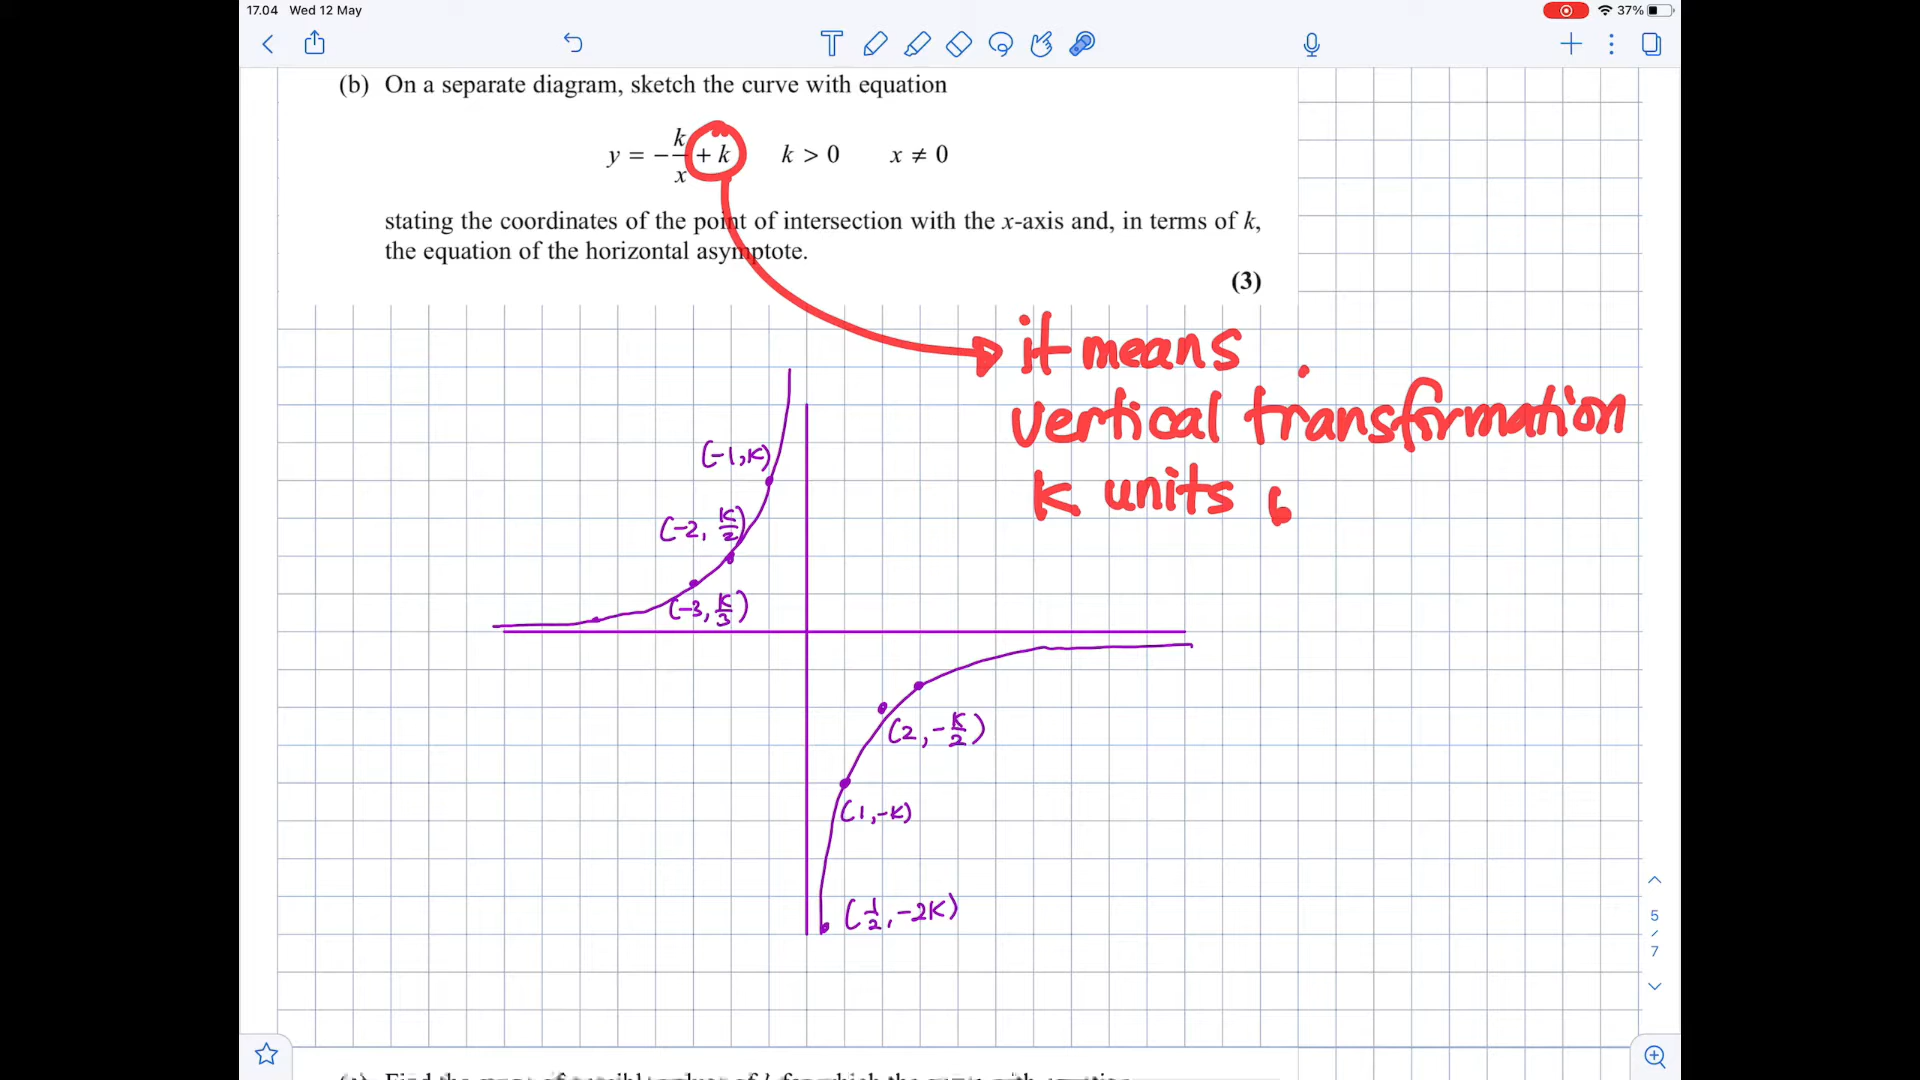 17.04 Wed 12 May
37%
(b) On a separate diagram, sketch the curve with equation
y = − k/x + k k > 0 x ≠ 0
stating the coordinates of the point of intersection with the x-axis and, in terms of k,
the equation of the horizontal asymptote.
(3)
it means
vertical transformation
k units
(-1, K)
(-2, K/2)
(-3, K/3)
(2, -K/2)
(1, -K)
(1/2, -2K)
5
/
7